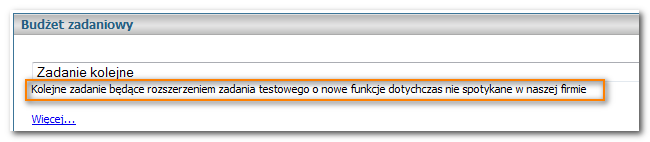 Budżet zadaniowy
Zadanie kolejne
Kolejne zadanie będące rozszerzeniem zadania testowego o nowe funkcje dotychczas nie spotykane w naszej firmie
Więcej...